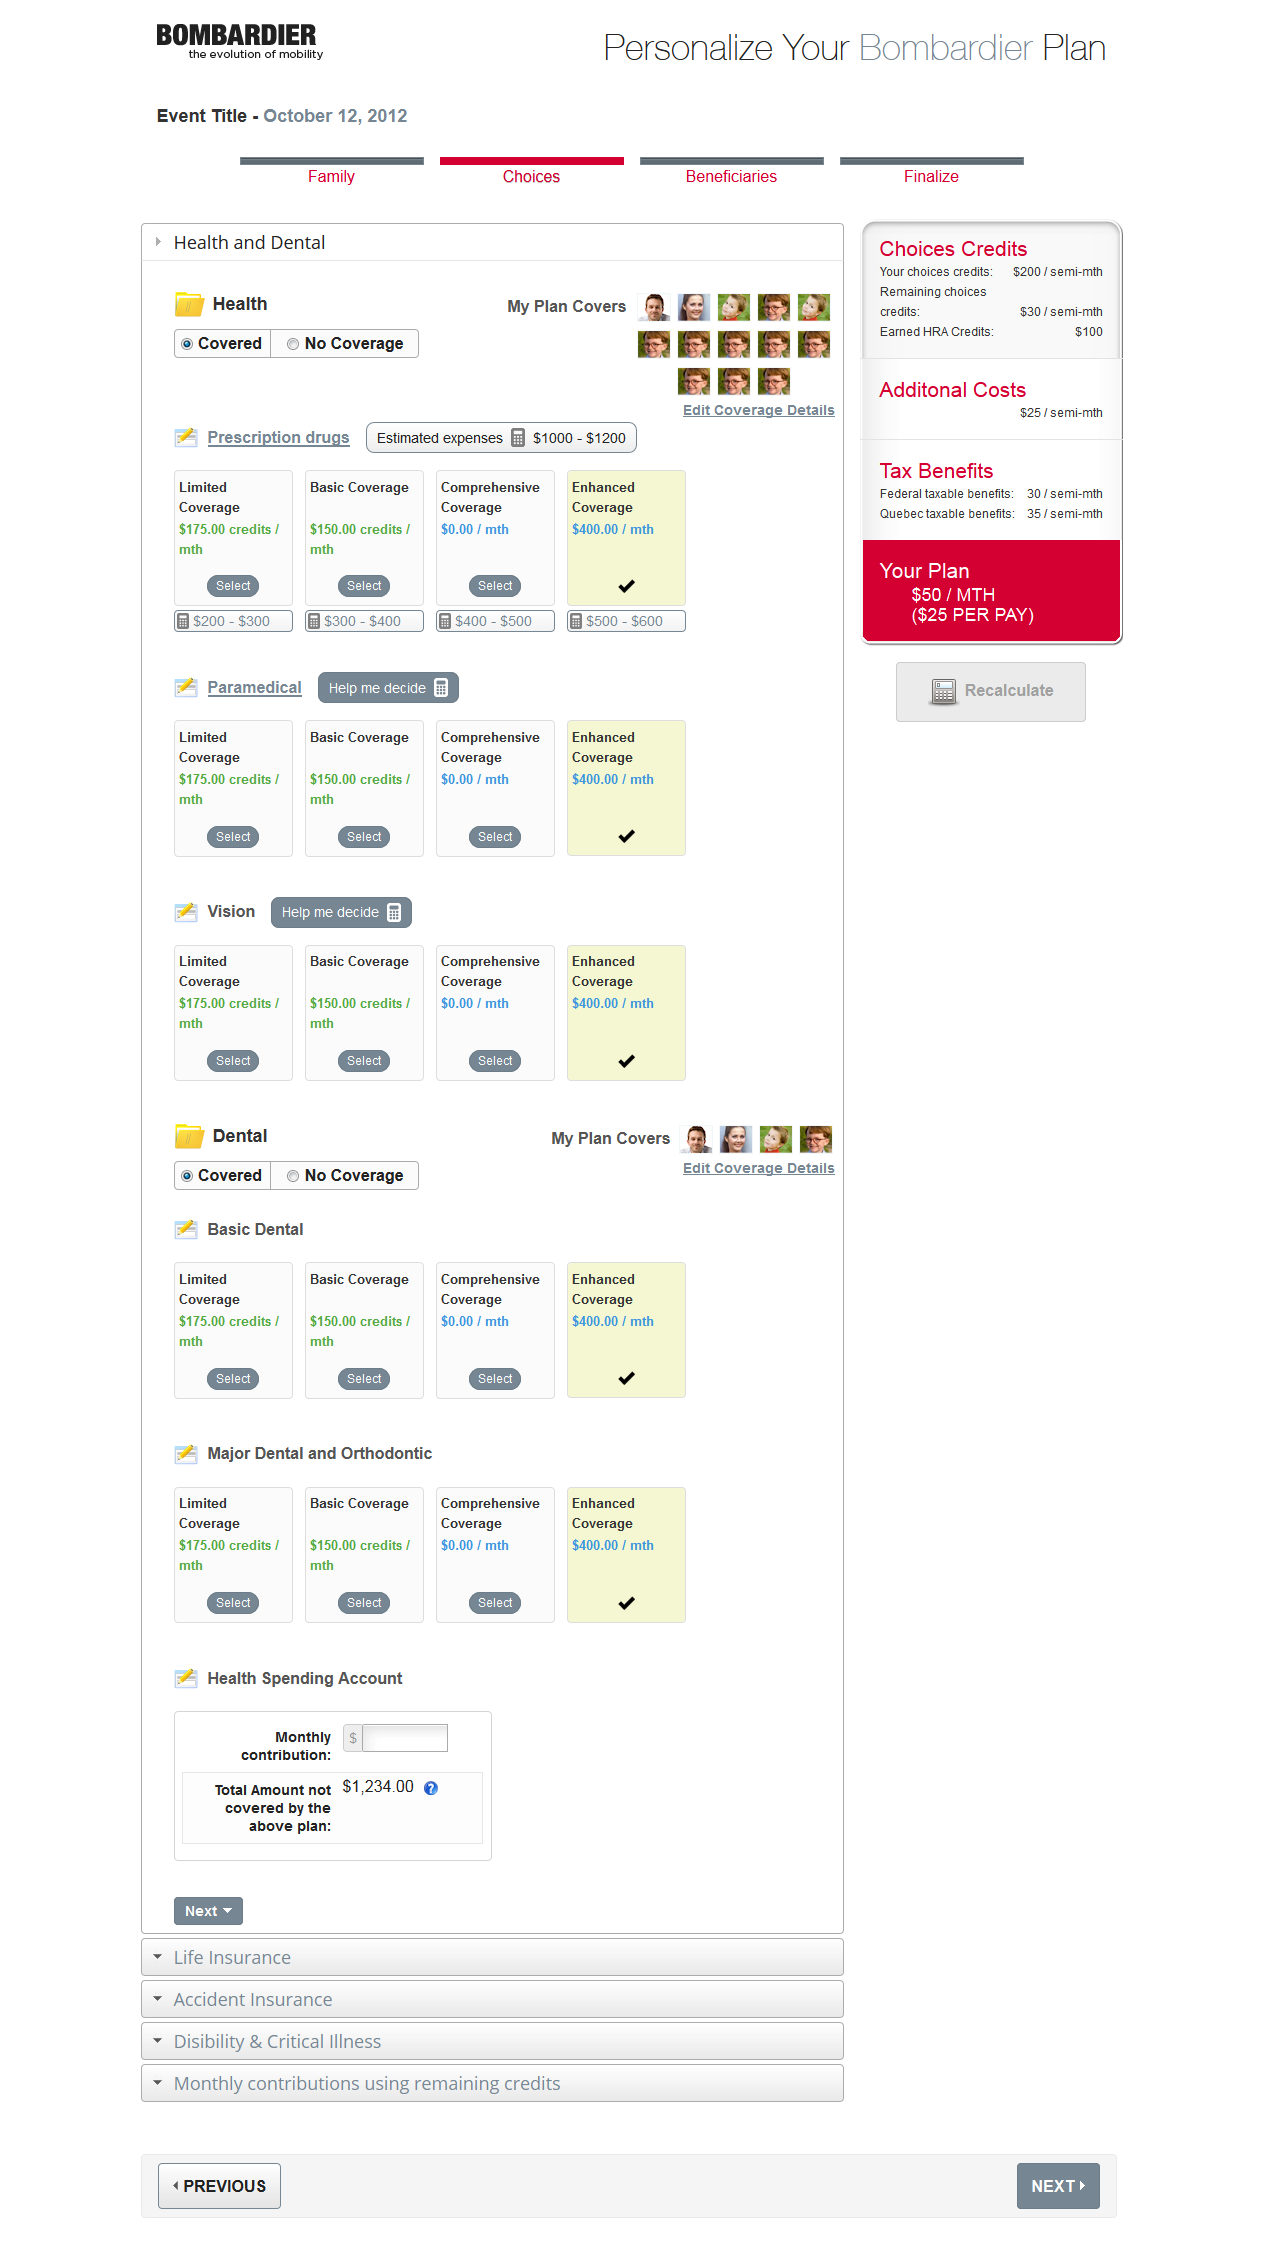 BOMBARDIER
the evolution of mobility
Personalize Your Bombardier Plan
Event Title - October 12, 2012
Family
Choices
Beneficiaries
Finalize
Health and Dental
Health
My Plan Covers
Covered
No Coverage
Edit Coverage Details
Prescription drugs
Estimated expenses $1000 - $1200
Limited
Coverage
$175.00 credits /
mth
Select
$200 - $300
Basic Coverage
$150.00 credits /
mth
Select
$300 - $400
Comprehensive
Coverage
$0.00 / mth
Select
$400 - $500
Enhanced
Coverage
$400.00 / mth
$500 - $600
Paramedical
Help me decide
Limited
Coverage
$175.00 credits /
mth
Select
Basic Coverage
$150.00 credits /
mth
Select
Comprehensive
Coverage
$0.00 / mth
Select
Enhanced
Coverage
$400.00 / mth
Vision
Help me decide
Limited
Coverage
$175.00 credits /
mth
Select
Basic Coverage
$150.00 credits /
mth
Select
Comprehensive
Coverage
$0.00 / mth
Select
Enhanced
Coverage
$400.00 / mth
Dental
My Plan Covers
Covered
No Coverage
Edit Coverage Details
Basic Dental
Limited
Coverage
$175.00 credits /
mth
Select
Basic Coverage
$150.00 credits /
mth
Select
Comprehensive
Coverage
$0.00 / mth
Select
Enhanced
Coverage
$400.00 / mth
Major Dental and Orthodontic
Limited
Coverage
$175.00 credits /
mth
Select
Basic Coverage
$150.00 credits /
mth
Select
Comprehensive
Coverage
$0.00 / mth
Select
Enhanced
Coverage
$400.00 / mth
Health Spending Account
Monthly
contribution:
$
Total Amount not
covered by the
above plan:
$1,234.00 ?
Next
Life Insurance
Accident Insurance
Disibility & Critical Illness
Monthly contributions using remaining credits
Choices Credits
Your choices credits: $200 / semi-mth
Remaining choices
credits: $30 / semi-mth
Earned HRA Credits: $100
Additonal Costs
$25 / semi-mth
Tax Benefits
Federal taxable benefits: 30 / semi-mth
Quebec taxable benefits: 35 / semi-mth
Your Plan
$50 / MTH
($25 PER PAY)
Recalculate
PREVIOUS
NEXT